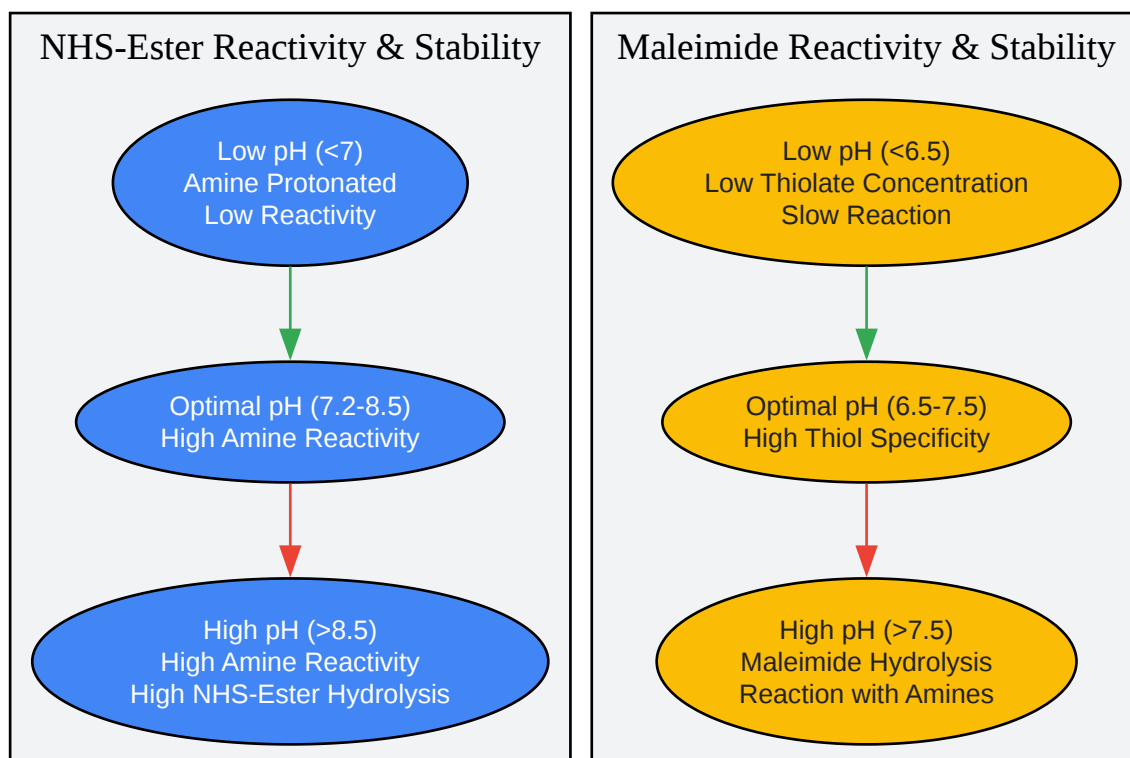 NHS-Ester Reactivity & Stability
Low pH (<7)
Amine Protonated
Low Reactivity
Optimal pH (7.2-8.5)
High Amine Reactivity
High pH (>8.5)
High Amine Reactivity
High NHS-Ester Hydrolysis
Maleimide Reactivity & Stability
Low pH (<6.5)
Low Thiolate Concentration
Slow Reaction
Optimal pH (6.5-7.5)
High Thiol Specificity
High pH (>7.5)
Maleimide Hydrolysis
Reaction with Amines